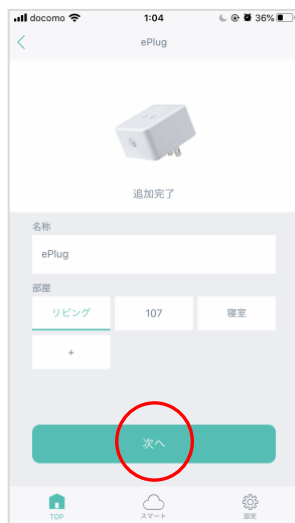 docomo 1:04 36%
ePlug
追加完了
名称
ePlug
部屋
リビング 107 寝室
+
次へ
TOP スマート 設定